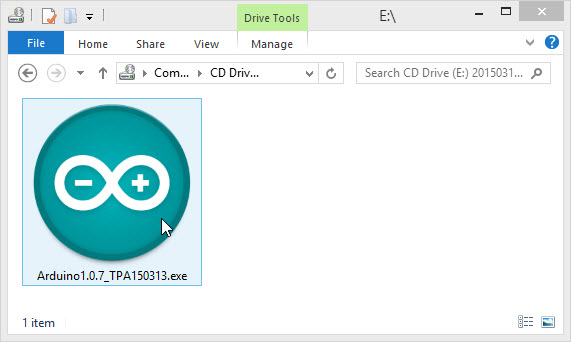 Drive Tools
E:\
File Home Share View Manage
Com... CD Driv...
Search CD Drive (E:) 2015031...
Arduino1.0.7_TPA150313.exe
1 item